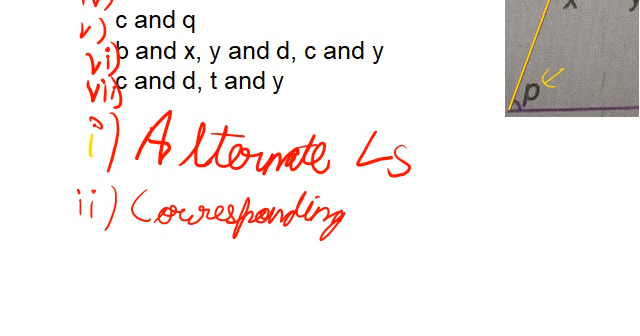 v) c and q
vi) b and x, y and d, c and y
vii) c and d, t and y
p
i) Alternate ∠s
ii) Corresponding